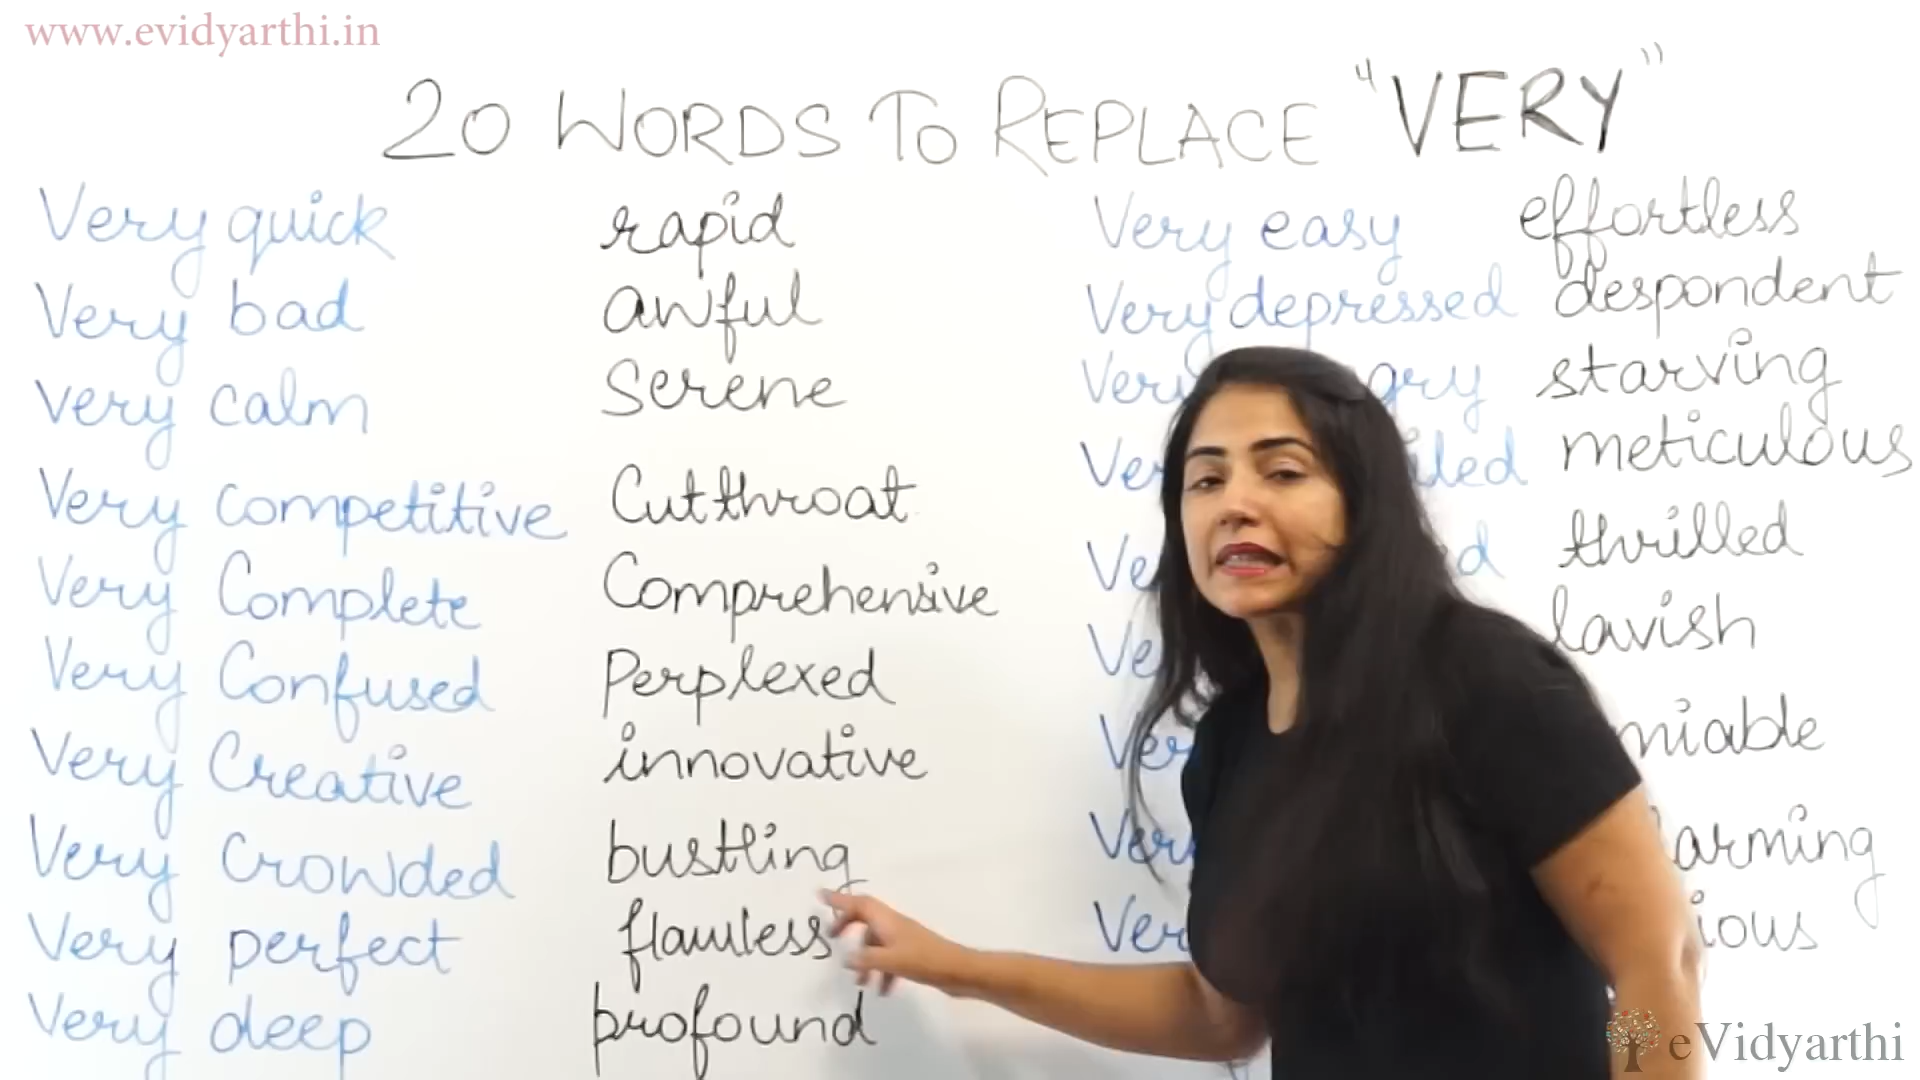 www.evidyarthi.in
20 WORDS TO REPLACE "VERY"
Very quick rapid
Very bad awful
Very calm Serene
Very competitive Cutthroat
Very Complete Comprehensive
Very Confused Perplexed
Very Creative innovative
Very Crowded bustling
Very perfect flawless
Very deep profound
Very easy effortless
Very depressed despondent
Very starving
meticulous
thrilled
lavish
eVidyarthi